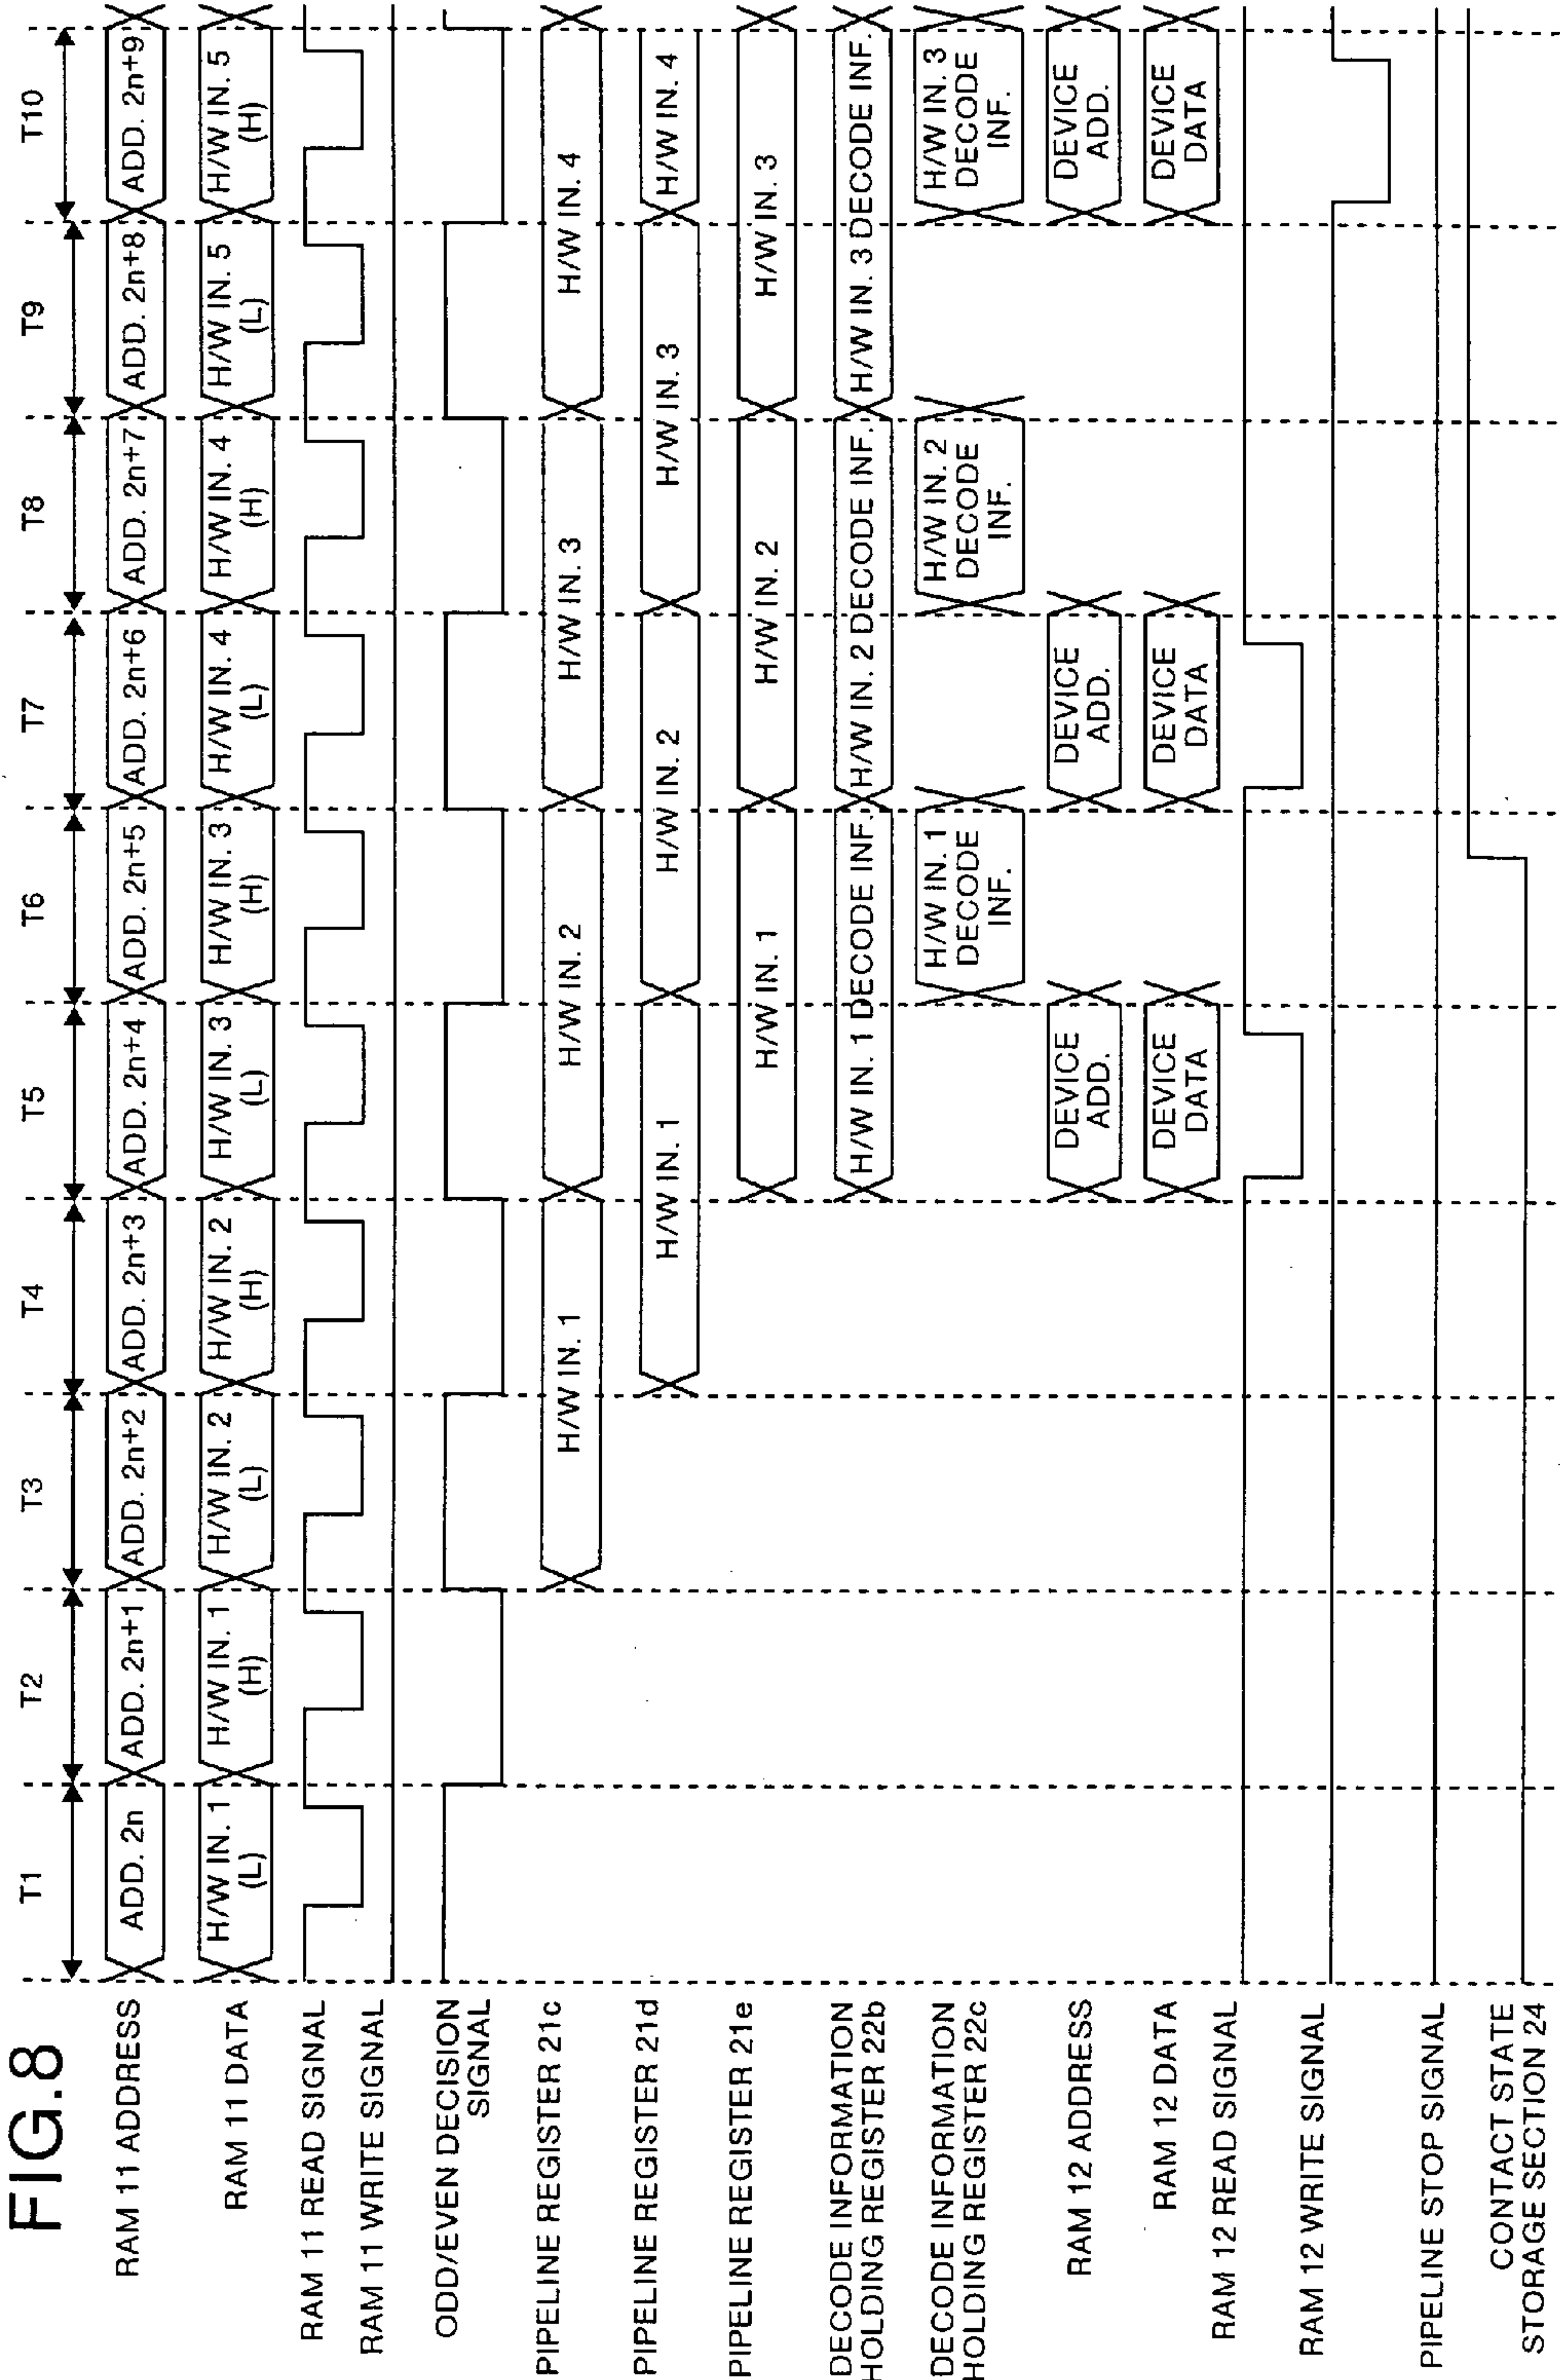 FIG.8
T1 T2 T3 T4 T5 T6 T7 T8 T9 T10
RAM 11 ADDRESS
ADD. 2n ADD. 2n+1 ADD. 2n+2 ADD. 2n+3 ADD. 2n+4 ADD. 2n+5 ADD. 2n+6 ADD. 2n+7 ADD. 2n+8 ADD. 2n+9
RAM 11 DATA
H/W IN. 1 H/W IN. 1 H/W IN. 2 H/W IN. 2 H/W IN. 3 H/W IN. 3 H/W IN. 4 H/W IN. 4 H/W IN. 5 H/W IN. 5
(L) (H) (L) (H) (L) (H) (L) (H) (L) (H)
RAM 11 READ SIGNAL
RAM 11 WRITE SIGNAL
ODD/EVEN DECISION
SIGNAL
PIPELINE REGISTER 21c
H/W IN. 1 H/W IN. 2 H/W IN. 3 H/W IN. 4
PIPELINE REGISTER 21d
H/W IN. 1 H/W IN. 2 H/W IN. 3 H/W IN. 4
PIPELINE REGISTER 21e
H/W IN. 1 H/W IN. 2 H/W IN. 3
DECODE INFORMATION
HOLDING REGISTER 22b
H/W IN. 1 DECODE INF. H/W IN. 2 DECODE INF. H/W IN. 3 DECODE INF.
DECODE INFORMATION
HOLDING REGISTER 22c
H/W IN. 1 H/W IN. 2 H/W IN. 3
DECODE DECODE DECODE
INF. INF. INF.
RAM 12 ADDRESS
DEVICE DEVICE DEVICE
ADD. ADD. ADD.
RAM 12 DATA
DEVICE DEVICE DEVICE
DATA DATA DATA
RAM 12 READ SIGNAL
RAM 12 WRITE SIGNAL
PIPELINE STOP SIGNAL
CONTACT STATE
STORAGE SECTION 24